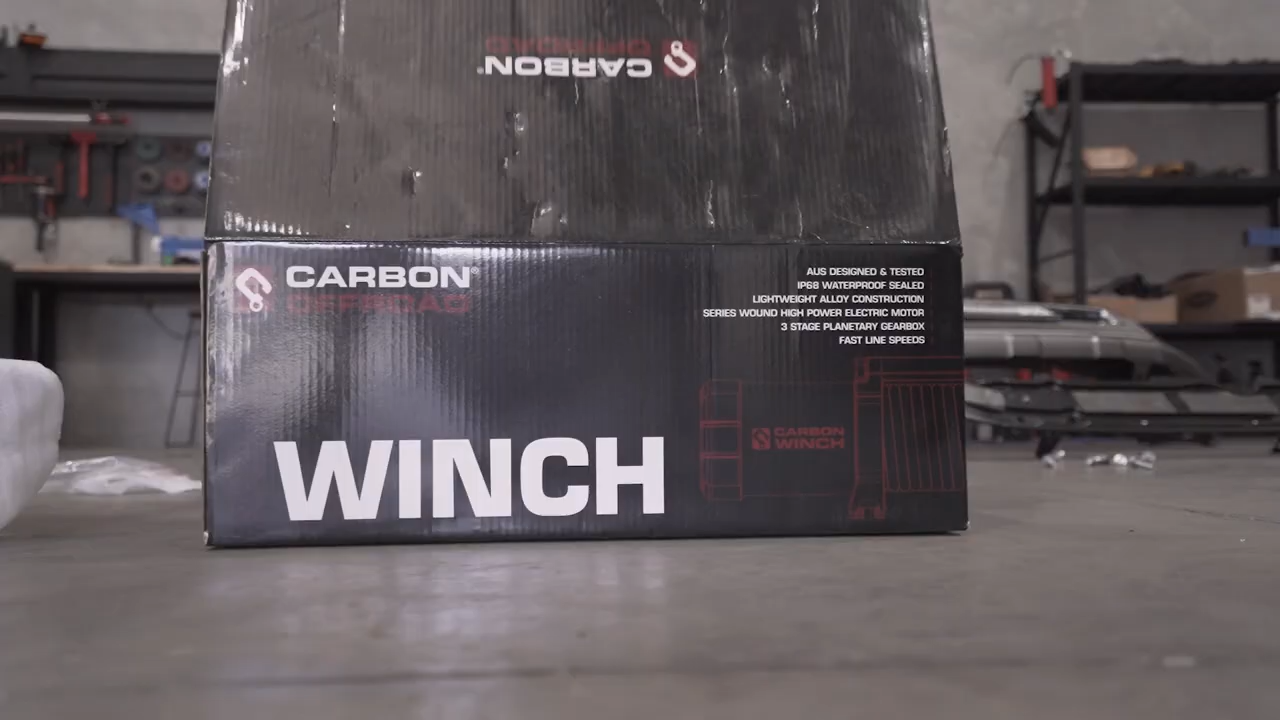 OFFROAD
CARBON®
CARBON®
OFFROAD
AUS DESIGNED & TESTED
IP68 WATERPROOF SEALED
LIGHTWEIGHT ALLOY CONSTRUCTION
SERIES WOUND HIGH POWER ELECTRIC MOTOR
3 STAGE PLANETARY GEARBOX
FAST LINE SPEEDS
CARBON
WINCH
WINCH